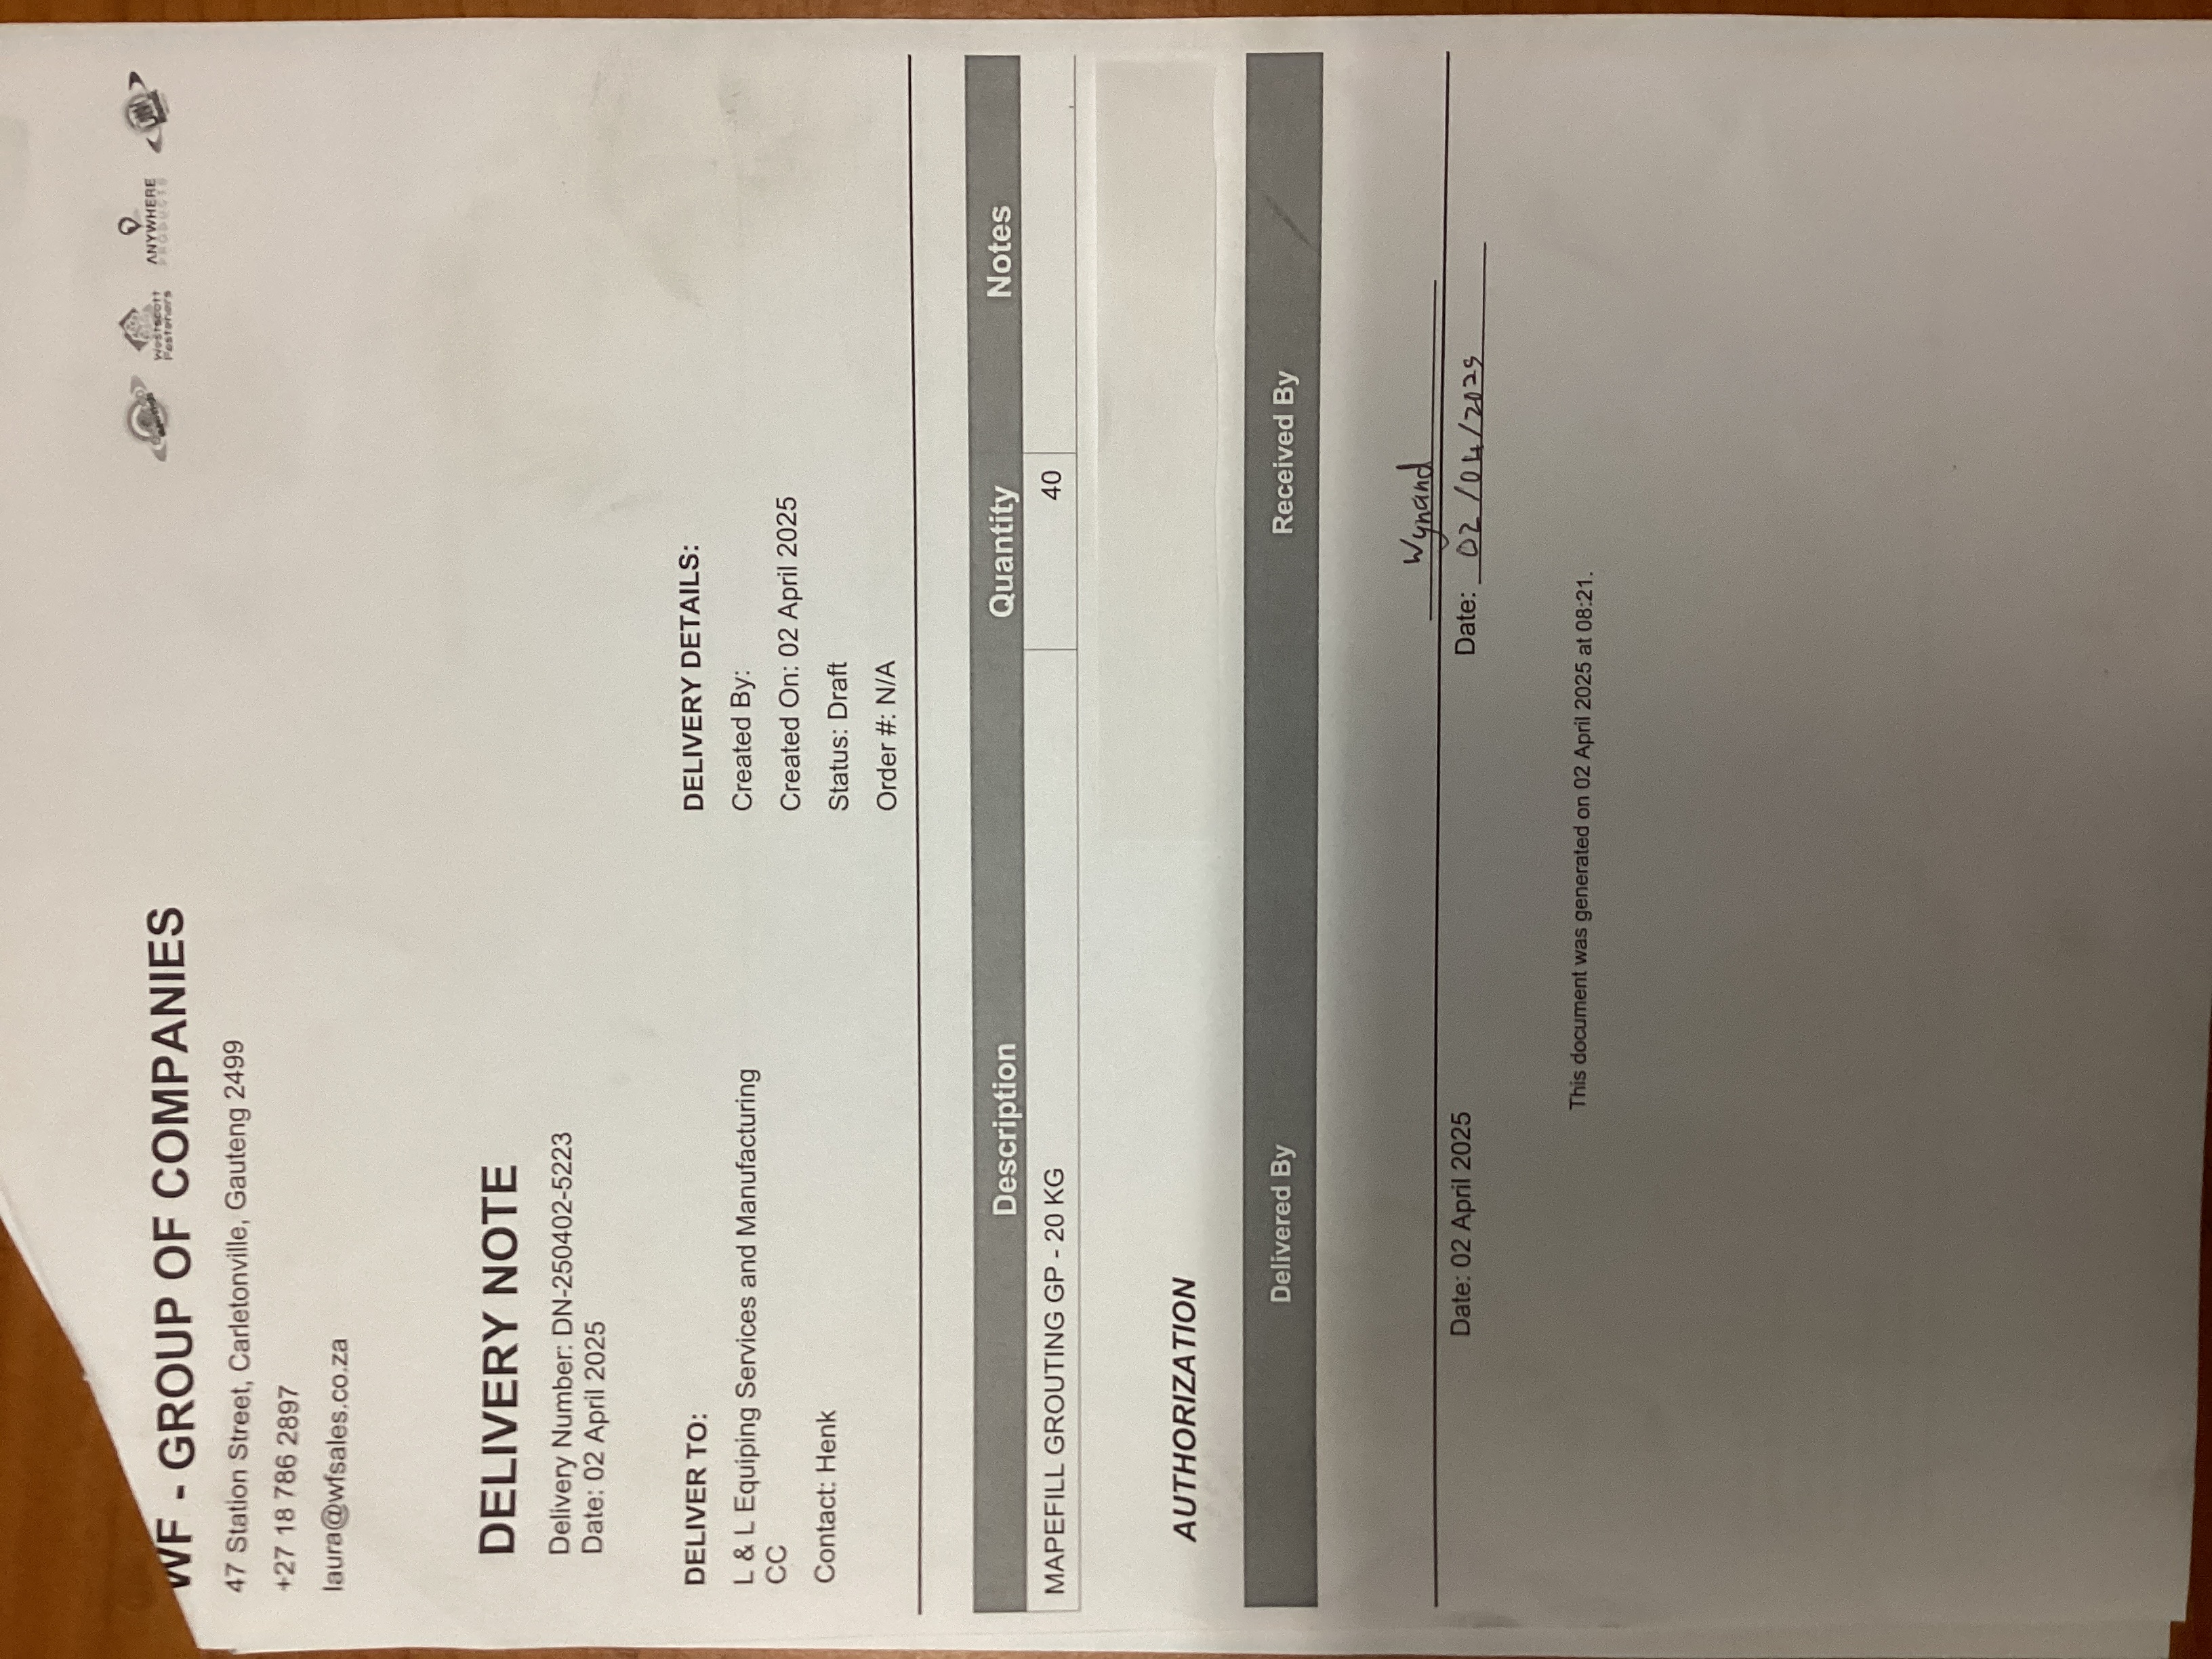 WF - GROUP OF COMPANIES
Westscott
Fasteners
ANYWHERE
PRODUCTS
47 Station Street, Carletonville, Gauteng 2499
+27 18 786 2897
laura@wfsales.co.za
DELIVERY NOTE
Delivery Number: DN-250402-5223
Date: 02 April 2025
DELIVER TO:
L & L Equiping Services and Manufacturing
CC
Contact: Henk
DELIVERY DETAILS:
Created By:
Created On: 02 April 2025
Status: Draft
Order #: N/A
Description Quantity Notes
MAPEFILL GROUTING GP - 20 KG 40
AUTHORIZATION
Delivered By Received By
Wynand
Date: 02 April 2025 Date: 02/04/2025
This document was generated on 02 April 2025 at 08:21.